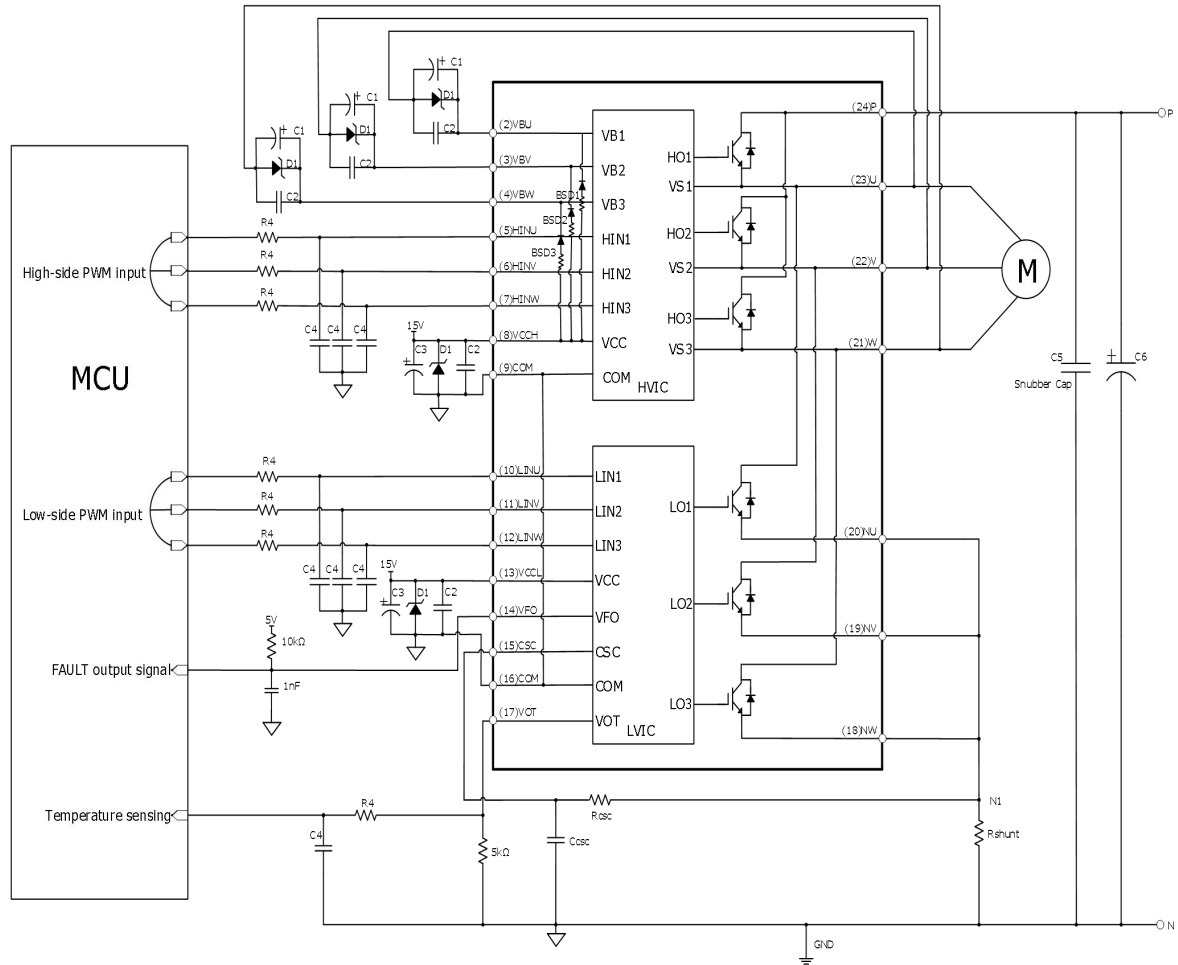 C1
D1
C2
C1
D1
C2
C1
D1
C2
MCU
High-side PWM input
R4
R4
R4
C4 C4 C4
15V
C3 D1 C2
(2)VBU
(3)VBV
(4)VBW
(5)HINU
(6)HINV
(7)HINW
(8)VCCH
(9)COM
BSD1
BSD2
BSD3
VB1
VB2
VB3
HIN1
HIN2
HIN3
VCC
COM
HVIC
HO1
VS1
HO2
VS2
HO3
VS3
(24)P
(23)U
(22)V
(21)W
M
P
C5
Snubber Cap
C6
Low-side PWM input
R4
R4
R4
C4 C4 C4
15V
C3 D1 C2
(10)LINU
(11)LINV
(12)LINW
(13)VCCL
(14)VFO
(15)CSC
(16)COM
(17)VOT
LIN1
LIN2
LIN3
VCC
VFO
CSC
COM
VOT
LVIC
LO1
LO2
LO3
(20)NU
(19)NV
(18)NW
5V
10kΩ
FAULT output signal
1nF
Temperature sensing
R4
C4
5kΩ
Ccsc
Rcsc
N1
Rshunt
GND
N